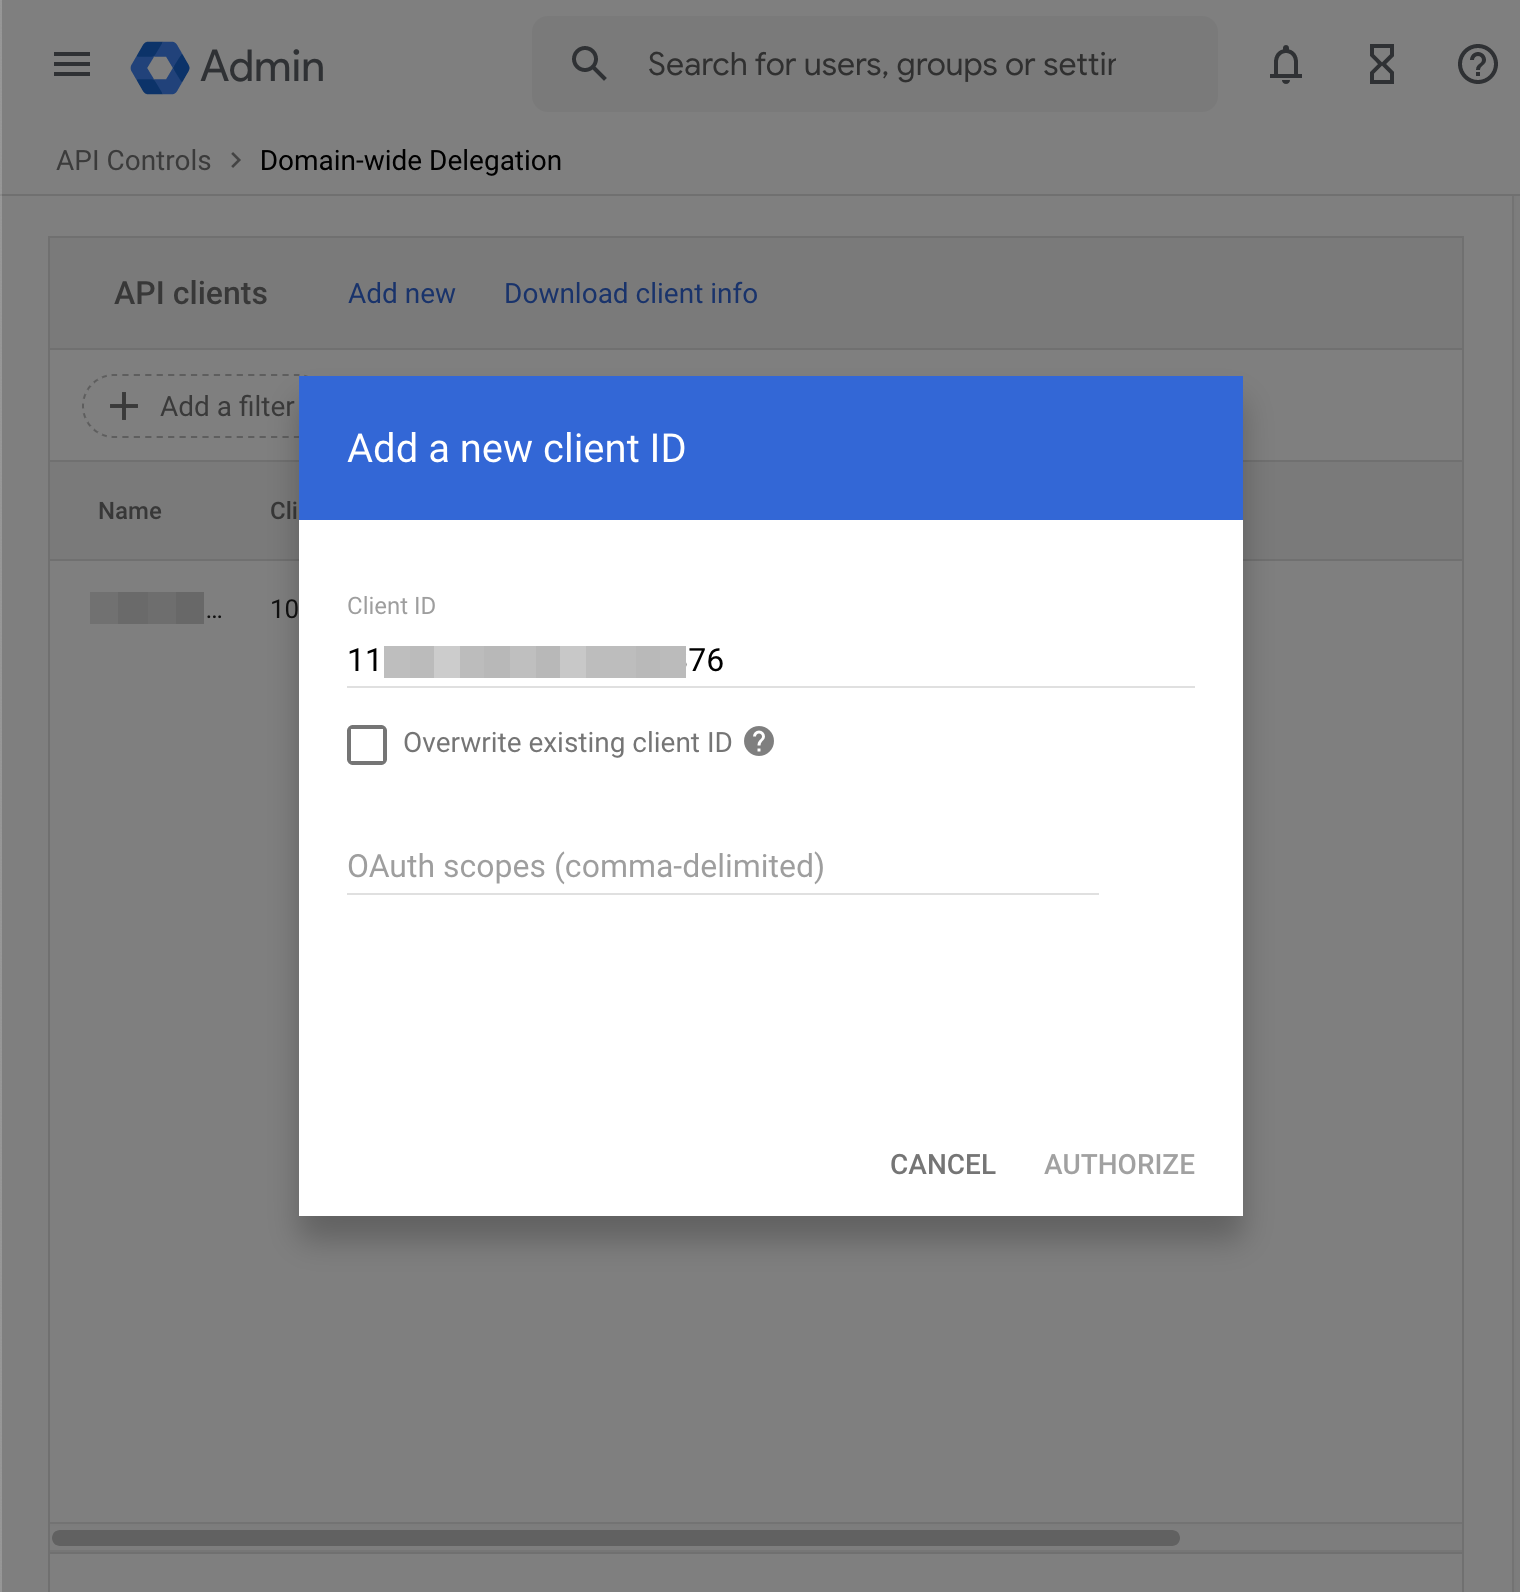 Admin
Search for users, groups or settir
API Controls > Domain-wide Delegation
API clients Add new Download client info
Add a filter
Add a new client ID
Name Cli
Client ID
... 10
11 76
Overwrite existing client ID
OAuth scopes (comma-delimited)
CANCEL AUTHORIZE